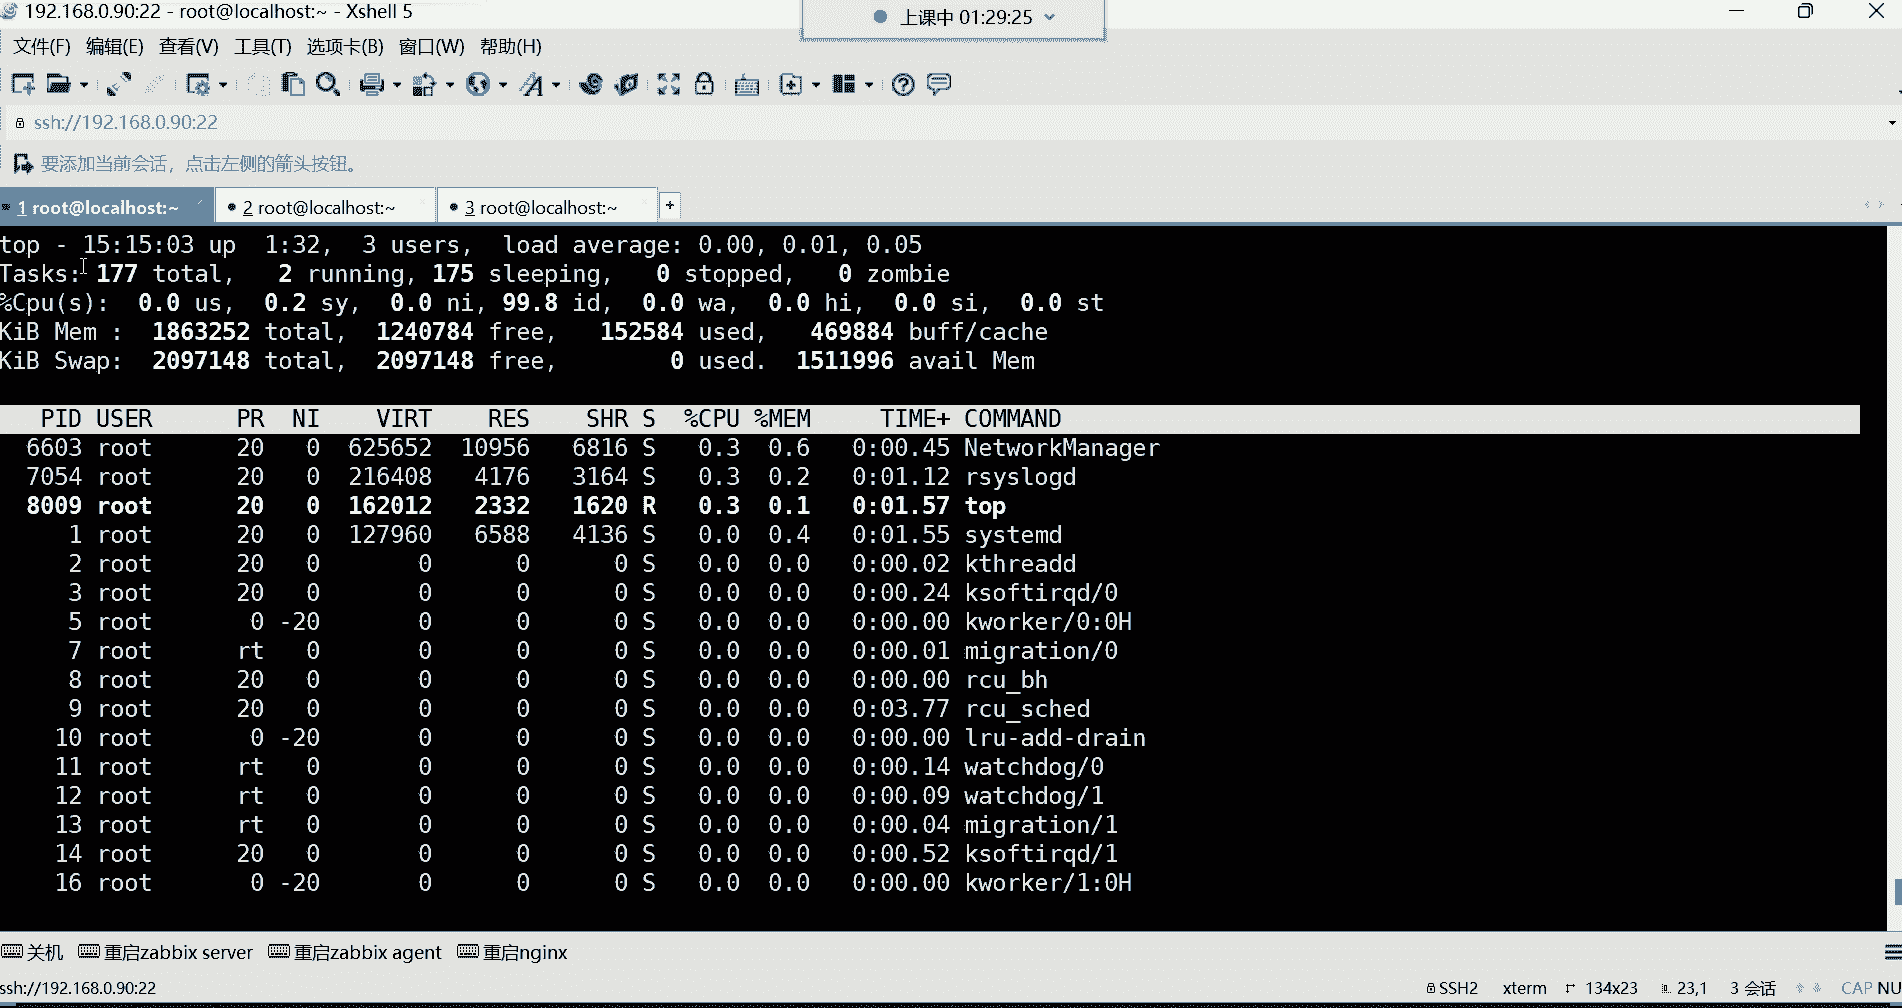 192.168.0.90:22 - root@localhost:~ - Xshell 5
上课中 01:29:25
文件(F) 编辑(E) 查看(V) 工具(T) 选项卡(B) 窗口(W) 帮助(H)
ssh://192.168.0.90:22
要添加当前会话，点击左侧的箭头按钮。
1 root@localhost:~ 2 root@localhost:~ 3 root@localhost:~ +
top - 15:15:03 up  1:32,  3 users,  load average: 0.00, 0.01, 0.05
Tasks: 177 total,   2 running, 175 sleeping,   0 stopped,   0 zombie
%Cpu(s):  0.0 us,  0.2 sy,  0.0 ni, 99.8 id,  0.0 wa,  0.0 hi,  0.0 si,  0.0 st
KiB Mem :  1863252 total,  1240784 free,   152584 used,   469884 buff/cache
KiB Swap:  2097148 total,  2097148 free,        0 used.  1511996 avail Mem
PID USER      PR  NI    VIRT    RES    SHR S  %CPU %MEM     TIME+ COMMAND
6603 root      20   0  625652  10956   6816 S   0.3  0.6   0:00.45 NetworkManager
7054 root      20   0  216408   4176   3164 S   0.3  0.2   0:01.12 rsyslogd
8009 root      20   0  162012   2332   1620 R   0.3  0.1   0:01.57 top
1 root      20   0  127960   6588   4136 S   0.0  0.4   0:01.55 systemd
2 root      20   0       0      0      0 S   0.0  0.0   0:00.02 kthreadd
3 root      20   0       0      0      0 S   0.0  0.0   0:00.24 ksoftirqd/0
5 root       0 -20       0      0      0 S   0.0  0.0   0:00.00 kworker/0:0H
7 root      rt   0       0      0      0 S   0.0  0.0   0:00.01 migration/0
8 root      20   0       0      0      0 S   0.0  0.0   0:00.00 rcu_bh
9 root      20   0       0      0      0 S   0.0  0.0   0:03.77 rcu_sched
10 root       0 -20       0      0      0 S   0.0  0.0   0:00.00 lru-add-drain
11 root      rt   0       0      0      0 S   0.0  0.0   0:00.14 watchdog/0
12 root      rt   0       0      0      0 S   0.0  0.0   0:00.09 watchdog/1
13 root      rt   0       0      0      0 S   0.0  0.0   0:00.04 migration/1
14 root      20   0       0      0      0 S   0.0  0.0   0:00.52 ksoftirqd/1
16 root       0 -20       0      0      0 S   0.0  0.0   0:00.00 kworker/1:0H
关机 重启zabbix server 重启zabbix agent 重启nginx
ssh://192.168.0.90:22 SSH2 xterm 134x23 23,1 3 会话 CAP NU